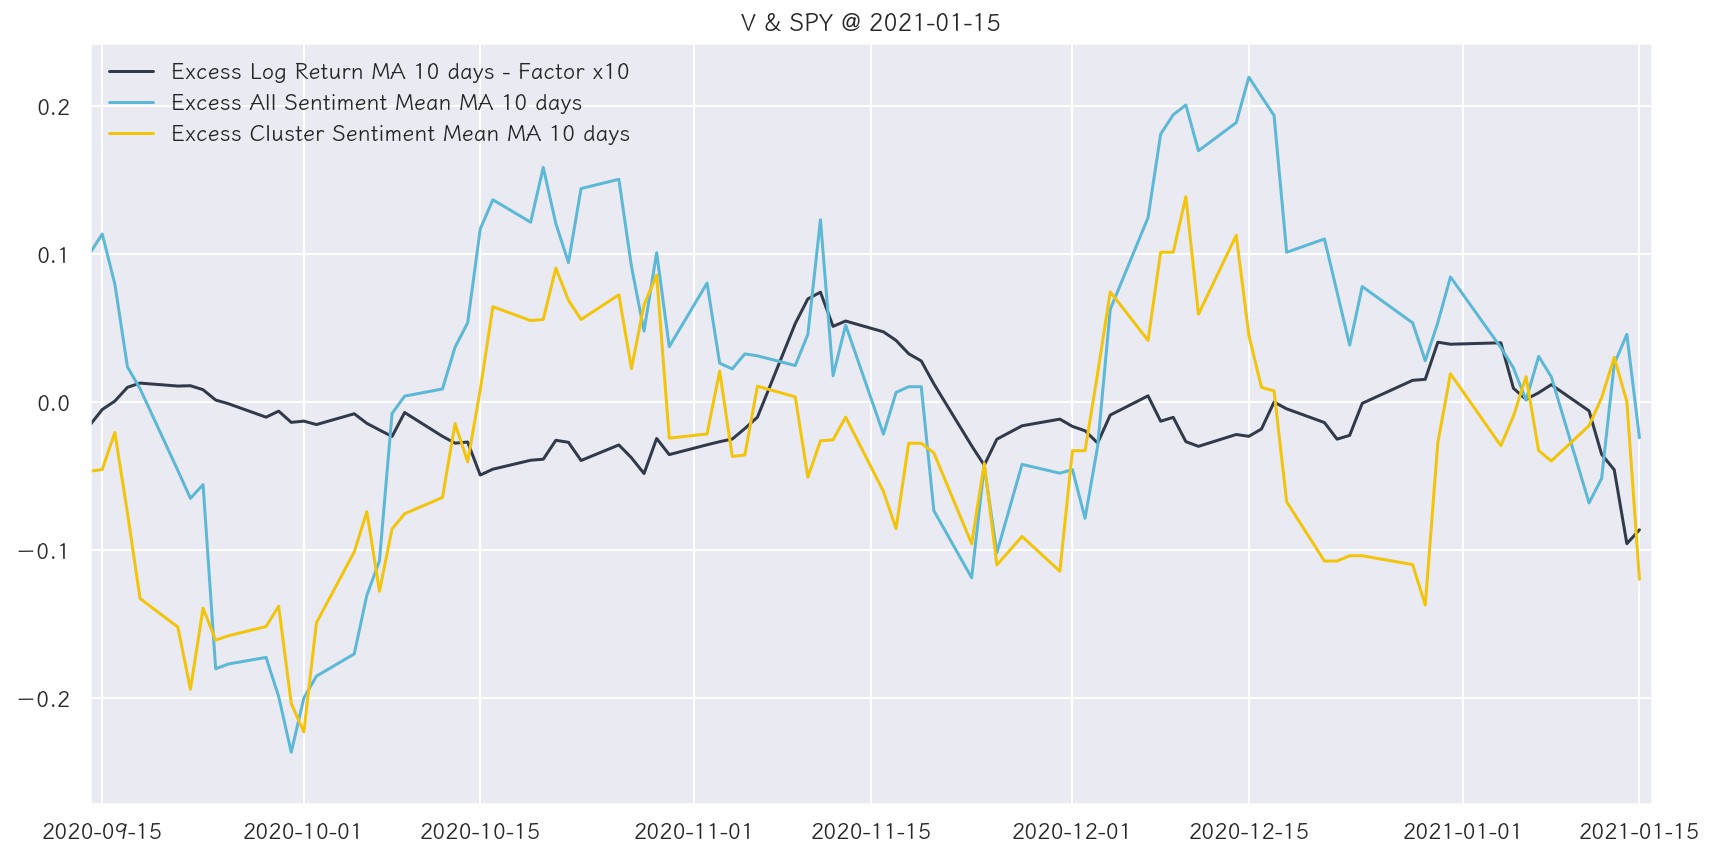 V & SPY @ 2021-01-15
Excess Log Return MA 10 days - Factor x10
Excess All Sentiment Mean MA 10 days
Excess Cluster Sentiment Mean MA 10 days
0.2
0.1
0.0
−0.1
−0.2
2020-09-15 2020-10-01 2020-10-15 2020-11-01 2020-11-15 2020-12-01 2020-12-15 2021-01-01 2021-01-15